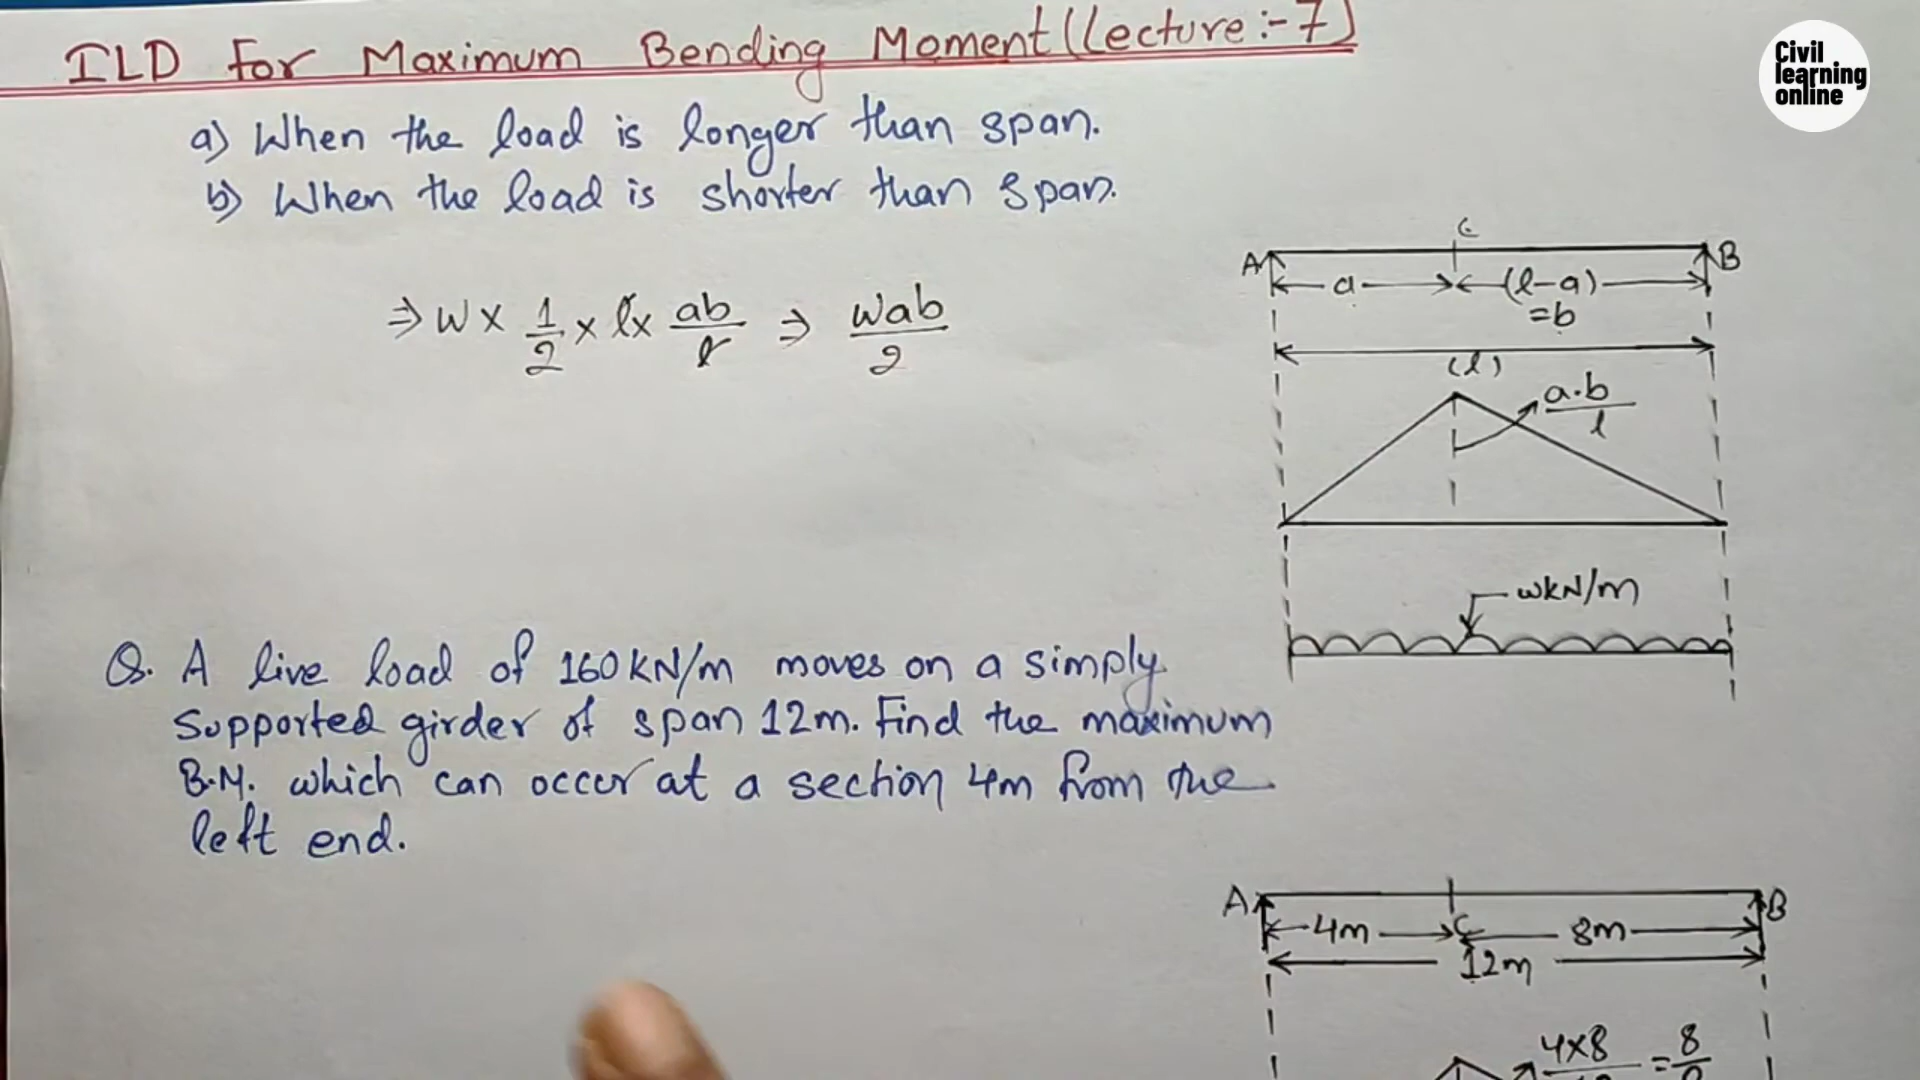 ILD for Maximum Bending Moment (Lecture:-7)
Civil
learning
online
a) When the load is longer than span.
b) When the load is shorter than span.
⇒ W × 1/2 × l × ab/l ⇒ wab/2
A C B
a (l-a)
=b
(l)
a.b/l
wkN/m
Q. A live load of 160kN/m moves on a simply
supported girder of span 12m. Find the maximum
B.M. which can occur at a section 4m from the
left end.
A B
4m C 8m
12m
4×8 = 8